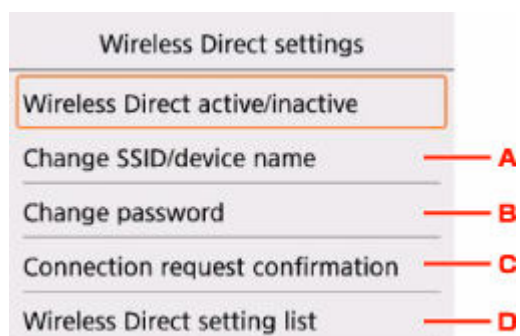 Wireless Direct settings
Wireless Direct active/inactive
Change SSID/device name A
Change password B
Connection request confirmation C
Wireless Direct setting list D